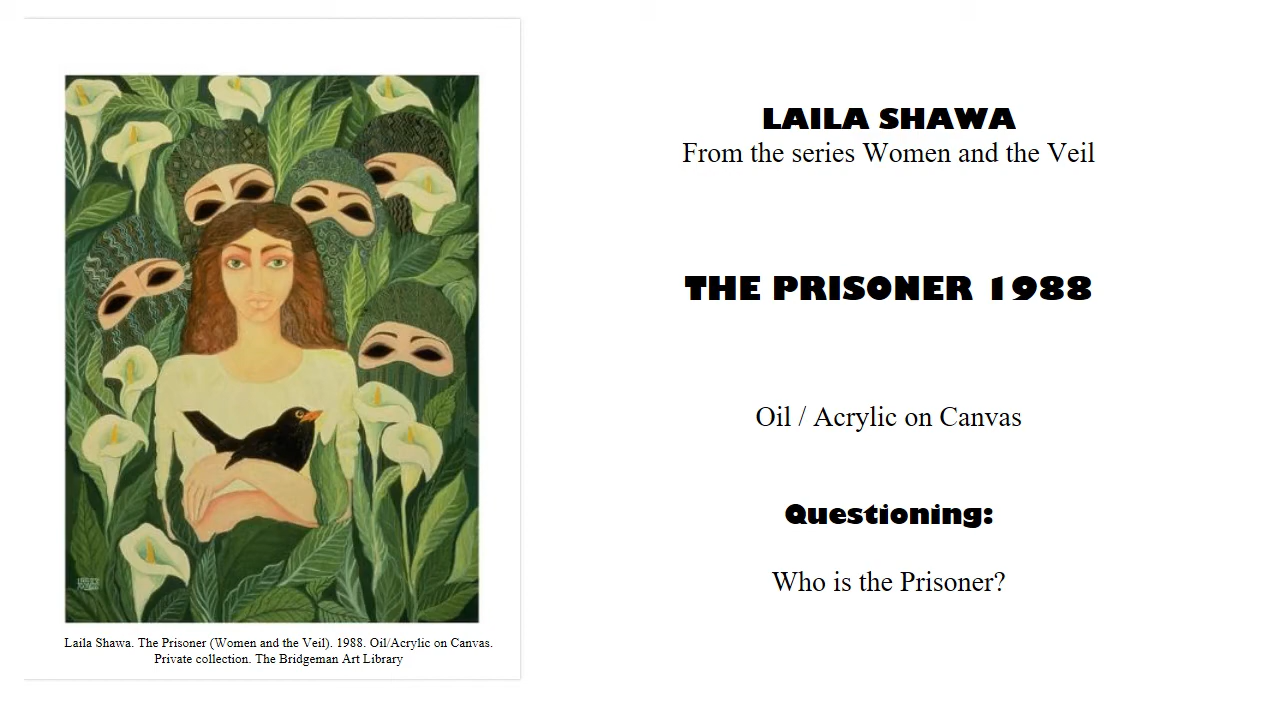 LAILA SHAWA
From the series Women and the Veil
THE PRISONER 1988
Oil / Acrylic on Canvas
Questioning:
Who is the Prisoner?
Laila Shawa. The Prisoner (Women and the Veil). 1988. Oil/Acrylic on Canvas.
Private collection. The Bridgeman Art Library